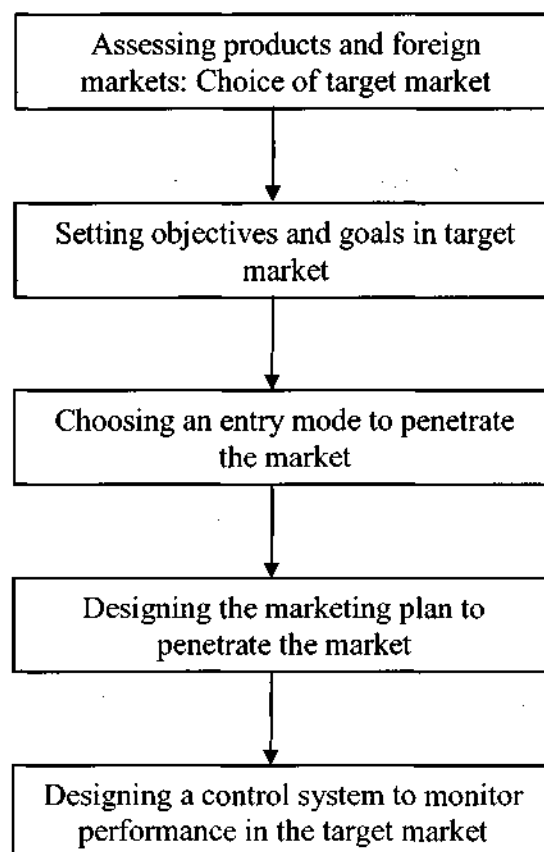 Assessing products and foreign
markets: Choice of target market
Setting objectives and goals in target
market
Choosing an entry mode to penetrate
the market
Designing the marketing plan to
penetrate the market
Designing a control system to monitor
performance in the target market